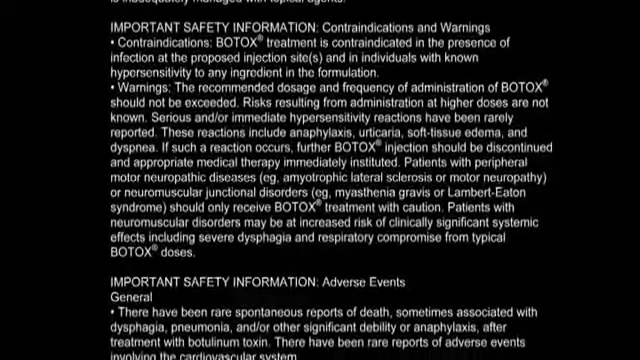 is inadequately managed with topical agents.
IMPORTANT SAFETY INFORMATION: Contraindications and Warnings
• Contraindications: BOTOX® treatment is contraindicated in the presence of
infection at the proposed injection site(s) and in individuals with known
hypersensitivity to any ingredient in the formulation.
• Warnings: The recommended dosage and frequency of administration of BOTOX®
should not be exceeded. Risks resulting from administration at higher doses are not
known. Serious and/or immediate hypersensitivity reactions have been rarely
reported. These reactions include anaphylaxis, urticaria, soft-tissue edema, and
dyspnea. If such a reaction occurs, further BOTOX® injection should be discontinued
and appropriate medical therapy immediately instituted. Patients with peripheral
motor neuropathic diseases (eg, amyotrophic lateral sclerosis or motor neuropathy)
or neuromuscular junctional disorders (eg, myasthenia gravis or Lambert-Eaton
syndrome) should only receive BOTOX® treatment with caution. Patients with
neuromuscular disorders may be at increased risk of clinically significant systemic
effects including severe dysphagia and respiratory compromise from typical
BOTOX® doses.
IMPORTANT SAFETY INFORMATION: Adverse Events
General
• There have been rare spontaneous reports of death, sometimes associated with
dysphagia, pneumonia, and/or other significant debility or anaphylaxis, after
treatment with botulinum toxin. There have been rare reports of adverse events
involving the cardiovascular system,